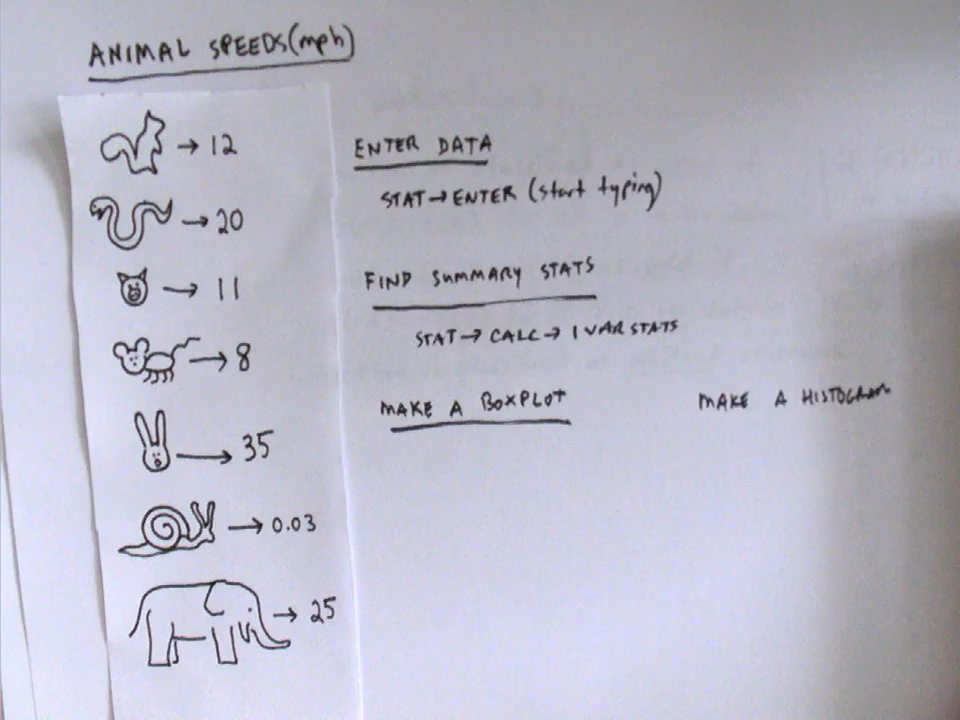 ANIMAL SPEEDS(mph)
→ 12
→ 20
→ 11
→ 8
→ 35
→ 0.03
→ 25
ENTER DATA
STAT → ENTER (start typing)
FIND SUMMARY STATS
STAT → CALC → 1 VAR STATS
MAKE A BOXPLOT
MAKE A HISTOGRAM